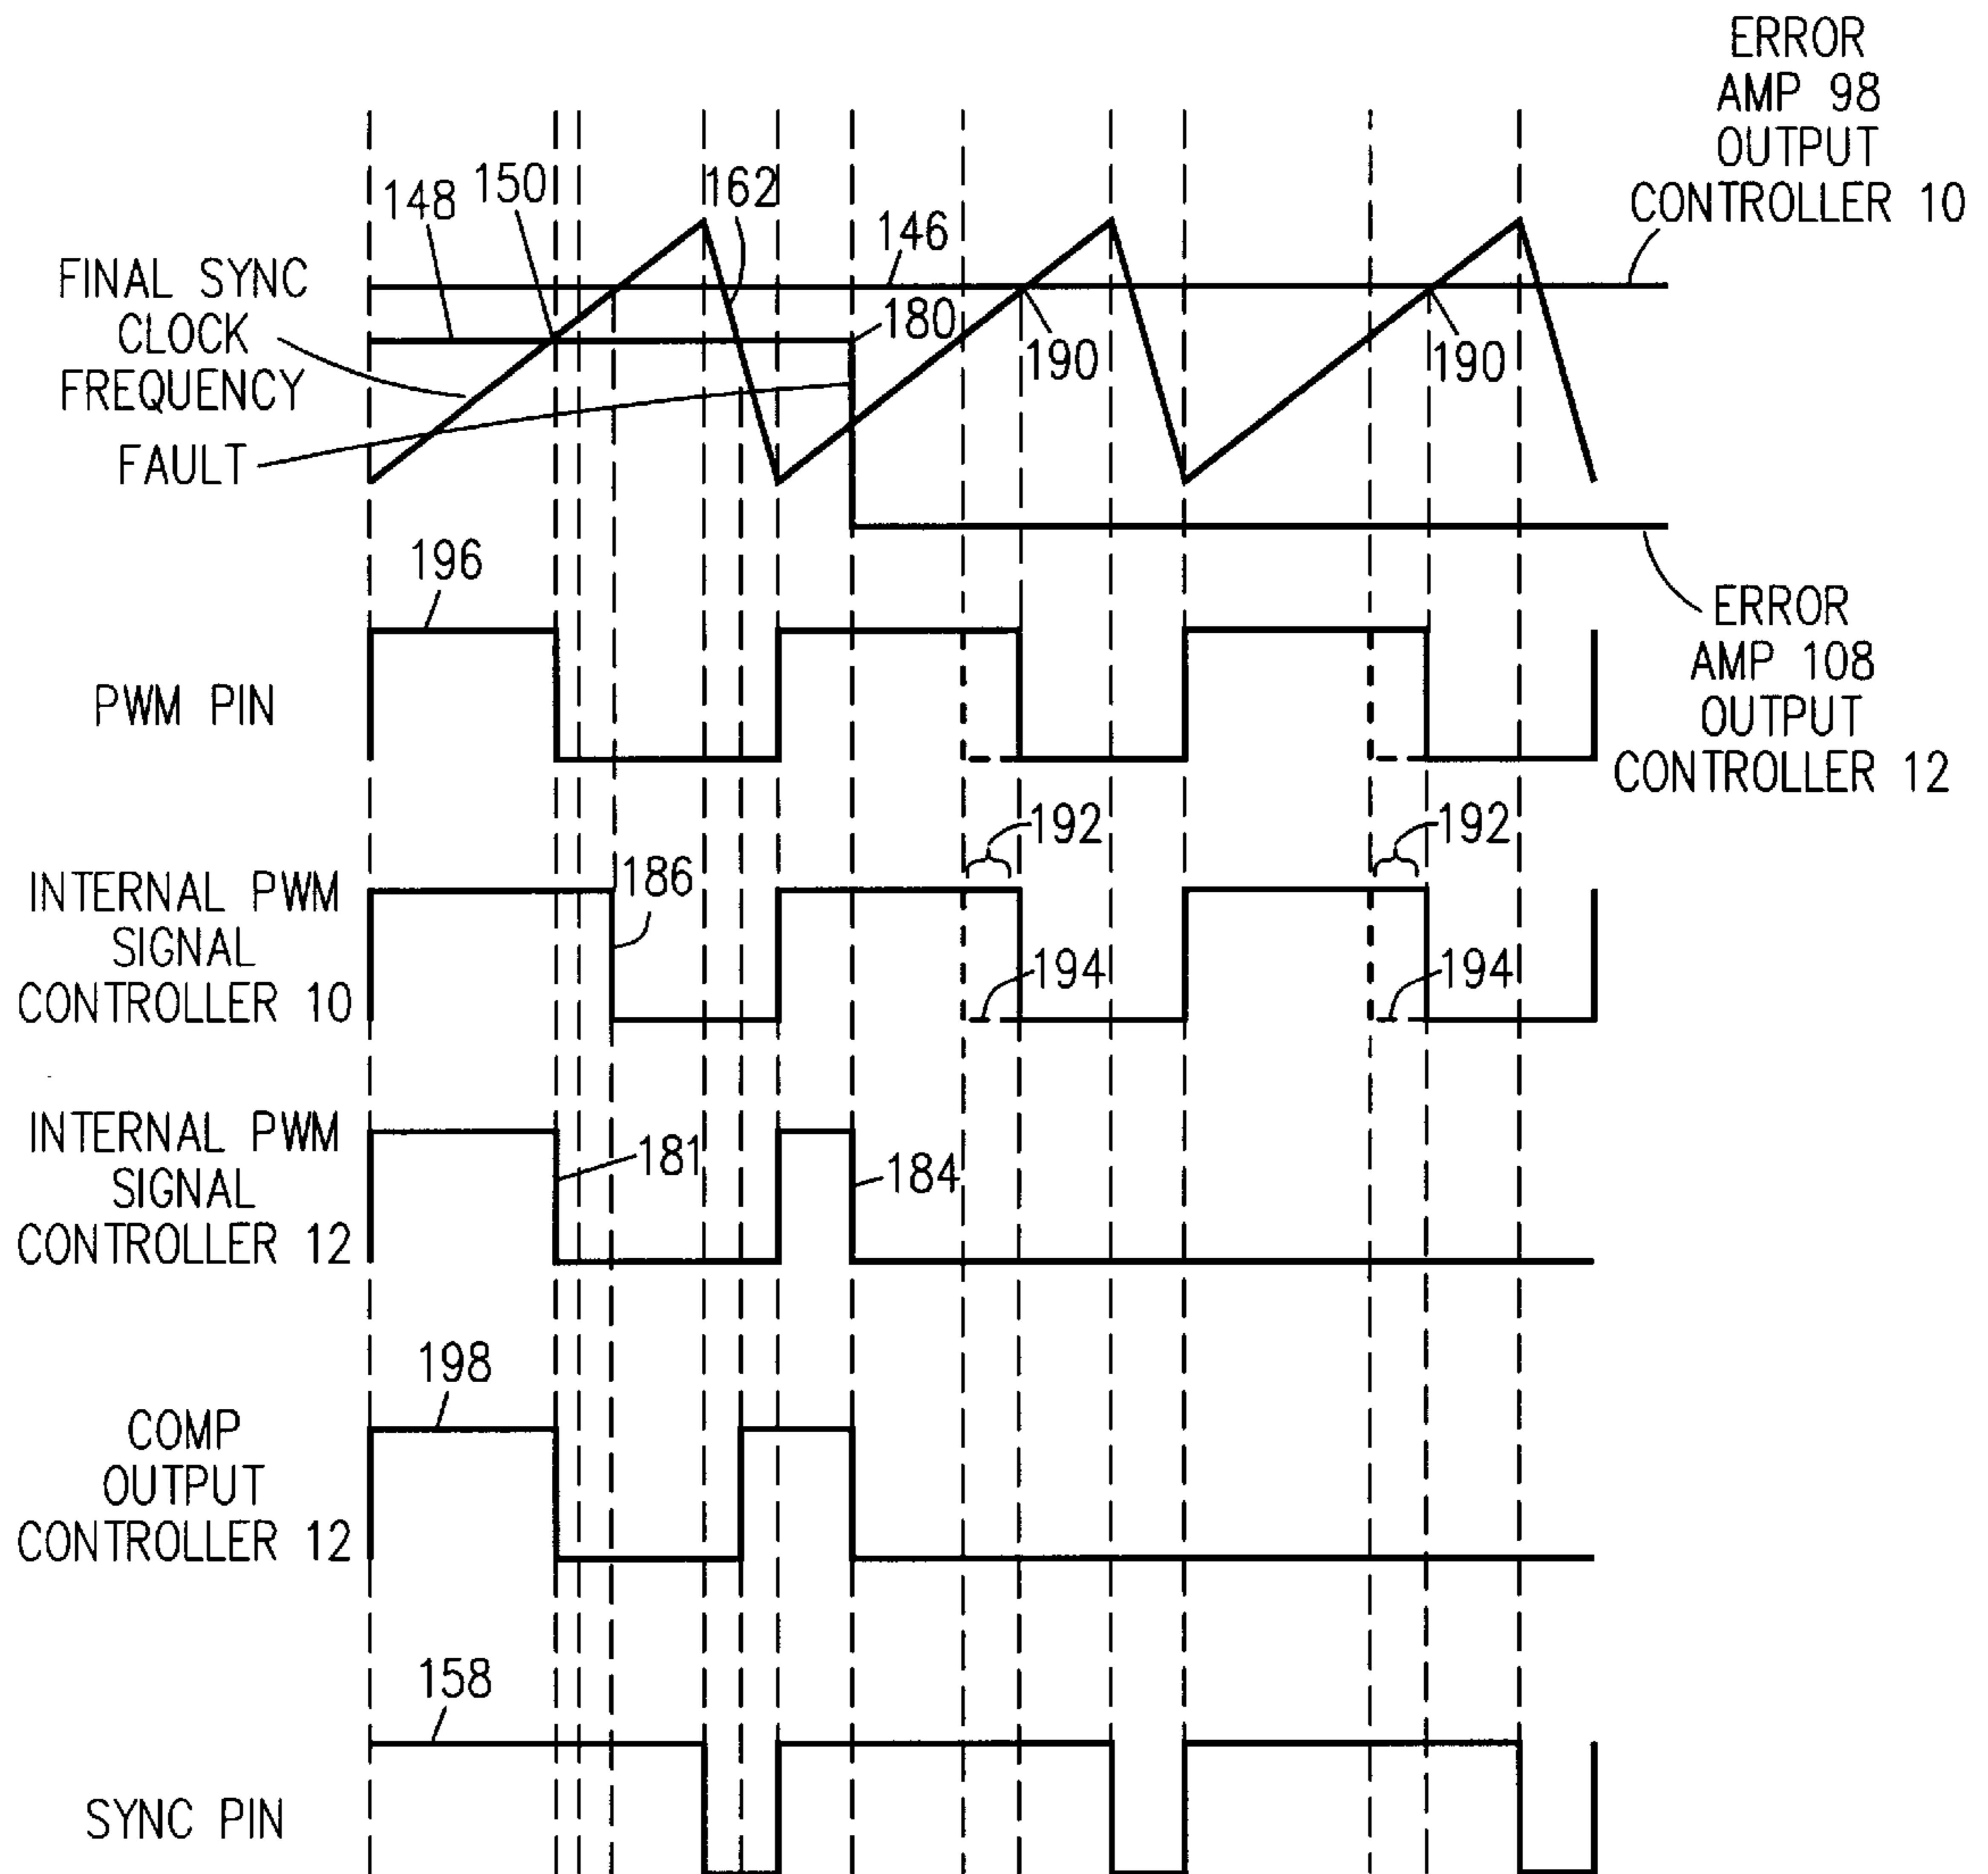 ERROR
AMP 98
OUTPUT
CONTROLLER 10
148
150
162
146
FINAL SYNC
CLOCK
FREQUENCY
180
190
190
FAULT
196
ERROR
AMP 108
OUTPUT
CONTROLLER 12
PWM PIN
192
192
INTERNAL PWM
SIGNAL
CONTROLLER 10
186
194
194
INTERNAL PWM
SIGNAL
CONTROLLER 12
181
184
198
COMP
OUTPUT
CONTROLLER 12
158
SYNC PIN